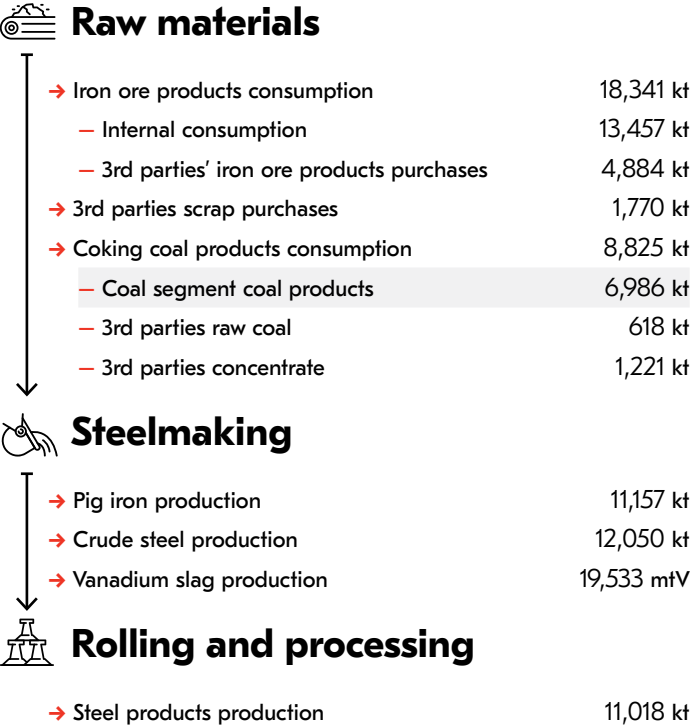 Raw materials
→ Iron ore products consumption 18,341 kt
– Internal consumption 13,457 kt
– 3rd parties’ iron ore products purchases 4,884 kt
→ 3rd parties scrap purchases 1,770 kt
→ Coking coal products consumption 8,825 kt
– Coal segment coal products 6,986 kt
– 3rd parties raw coal 618 kt
– 3rd parties concentrate 1,221 kt
Steelmaking
→ Pig iron production 11,157 kt
→ Crude steel production 12,050 kt
→ Vanadium slag production 19,533 mtV
Rolling and processing
→ Steel products production 11,018 kt